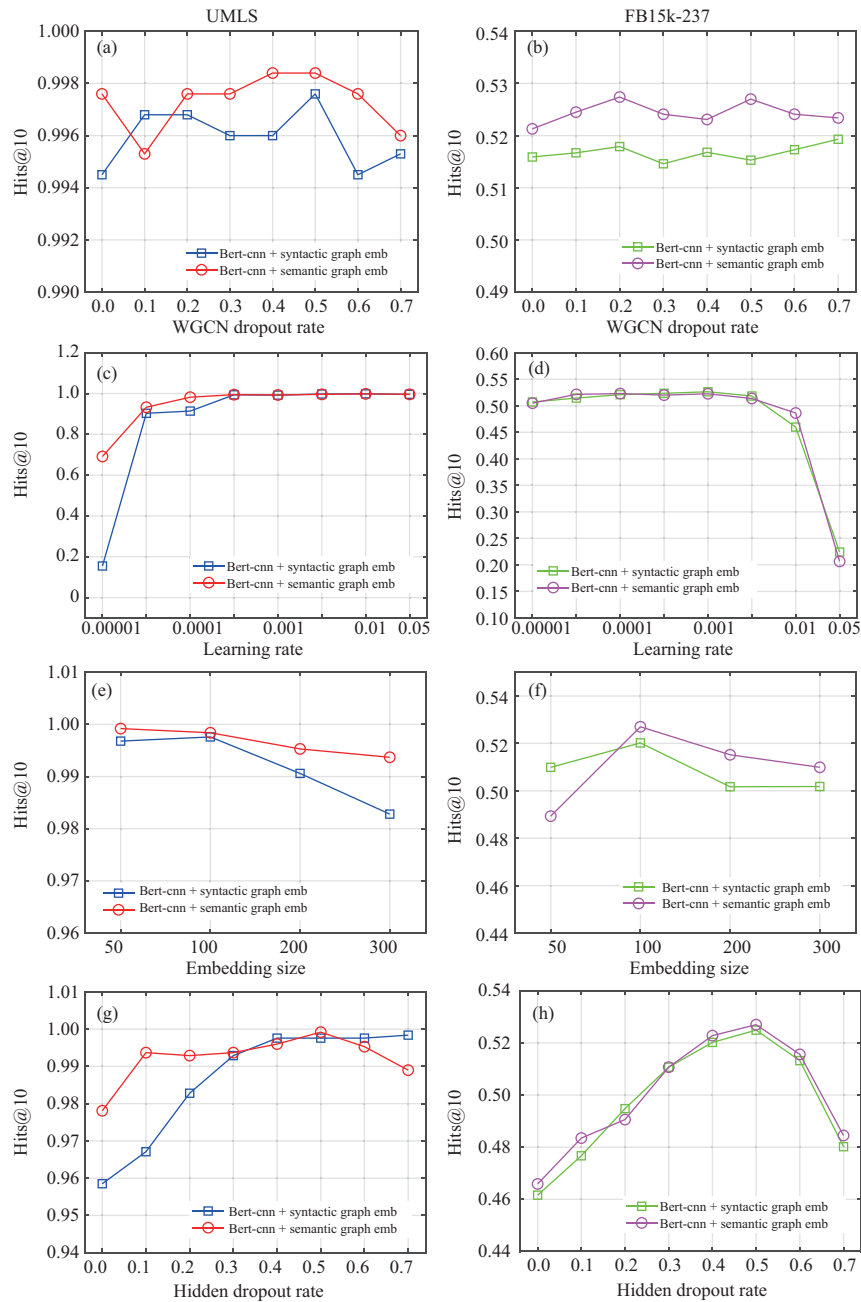 UMLS
FB15k-237
(a)
1.000
0.998
0.996
0.994
0.992
0.990
Hits@10
Bert-cnn + syntactic graph emb
Bert-cnn + semantic graph emb
0.0 0.1 0.2 0.3 0.4 0.5 0.6 0.7
WGCN dropout rate
(b)
0.54
0.53
0.52
0.51
0.50
0.49
Hits@10
Bert-cnn + syntactic graph emb
Bert-cnn + semantic graph emb
0.0 0.1 0.2 0.3 0.4 0.5 0.6 0.7
WGCN dropout rate
(c)
1.2
1.0
0.8
0.6
0.4
0.2
0
Hits@10
Bert-cnn + syntactic graph emb
Bert-cnn + semantic graph emb
0.00001 0.0001 0.001 0.01 0.05
Learning rate
(d)
0.60
0.55
0.50
0.45
0.40
0.35
0.30
0.25
0.20
0.15
0.10
Hits@10
Bert-cnn + syntactic graph emb
Bert-cnn + semantic graph emb
0.00001 0.0001 0.001 0.01 0.05
Learning rate
(e)
1.01
1.00
0.99
0.98
0.97
0.96
Hits@10
Bert-cnn + syntactic graph emb
Bert-cnn + semantic graph emb
50 100 200 300
Embedding size
(f)
0.54
0.52
0.50
0.48
0.46
0.44
Hits@10
Bert-cnn + syntactic graph emb
Bert-cnn + semantic graph emb
50 100 200 300
Embedding size
(g)
1.01
1.00
0.99
0.98
0.97
0.96
0.95
0.94
Hits@10
Bert-cnn + syntactic graph emb
Bert-cnn + semantic graph emb
0.0 0.1 0.2 0.3 0.4 0.5 0.6 0.7
Hidden dropout rate
(h)
0.54
0.52
0.50
0.48
0.46
0.44
Hits@10
Bert-cnn + syntactic graph emb
Bert-cnn + semantic graph emb
0.0 0.1 0.2 0.3 0.4 0.5 0.6 0.7
Hidden dropout rate